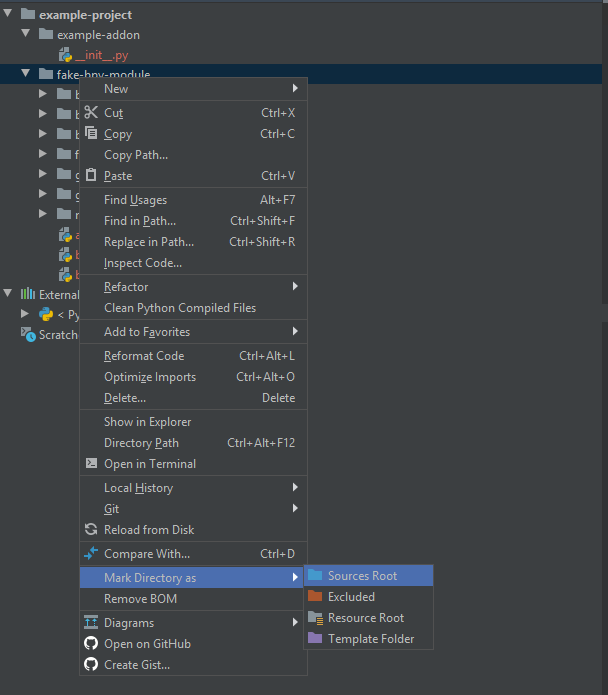 example-project
example-addon
__init__.py
fake-bpy-module
New
Cut Ctrl+X
Copy Ctrl+C
Copy Path...
Paste Ctrl+V
Find Usages Alt+F7
Find in Path... Ctrl+Shift+F
Replace in Path... Ctrl+Shift+R
Inspect Code...
Refactor
Clean Python Compiled Files
Add to Favorites
Reformat Code Ctrl+Alt+L
Optimize Imports Ctrl+Alt+O
Delete... Delete
Show in Explorer
Directory Path Ctrl+Alt+F12
Open in Terminal
Local History
Git
Reload from Disk
Compare With... Ctrl+D
Mark Directory as
Remove BOM
Diagrams
Open on GitHub
Create Gist...
Sources Root
Excluded
Resource Root
Template Folder
External
< Py
Scratche